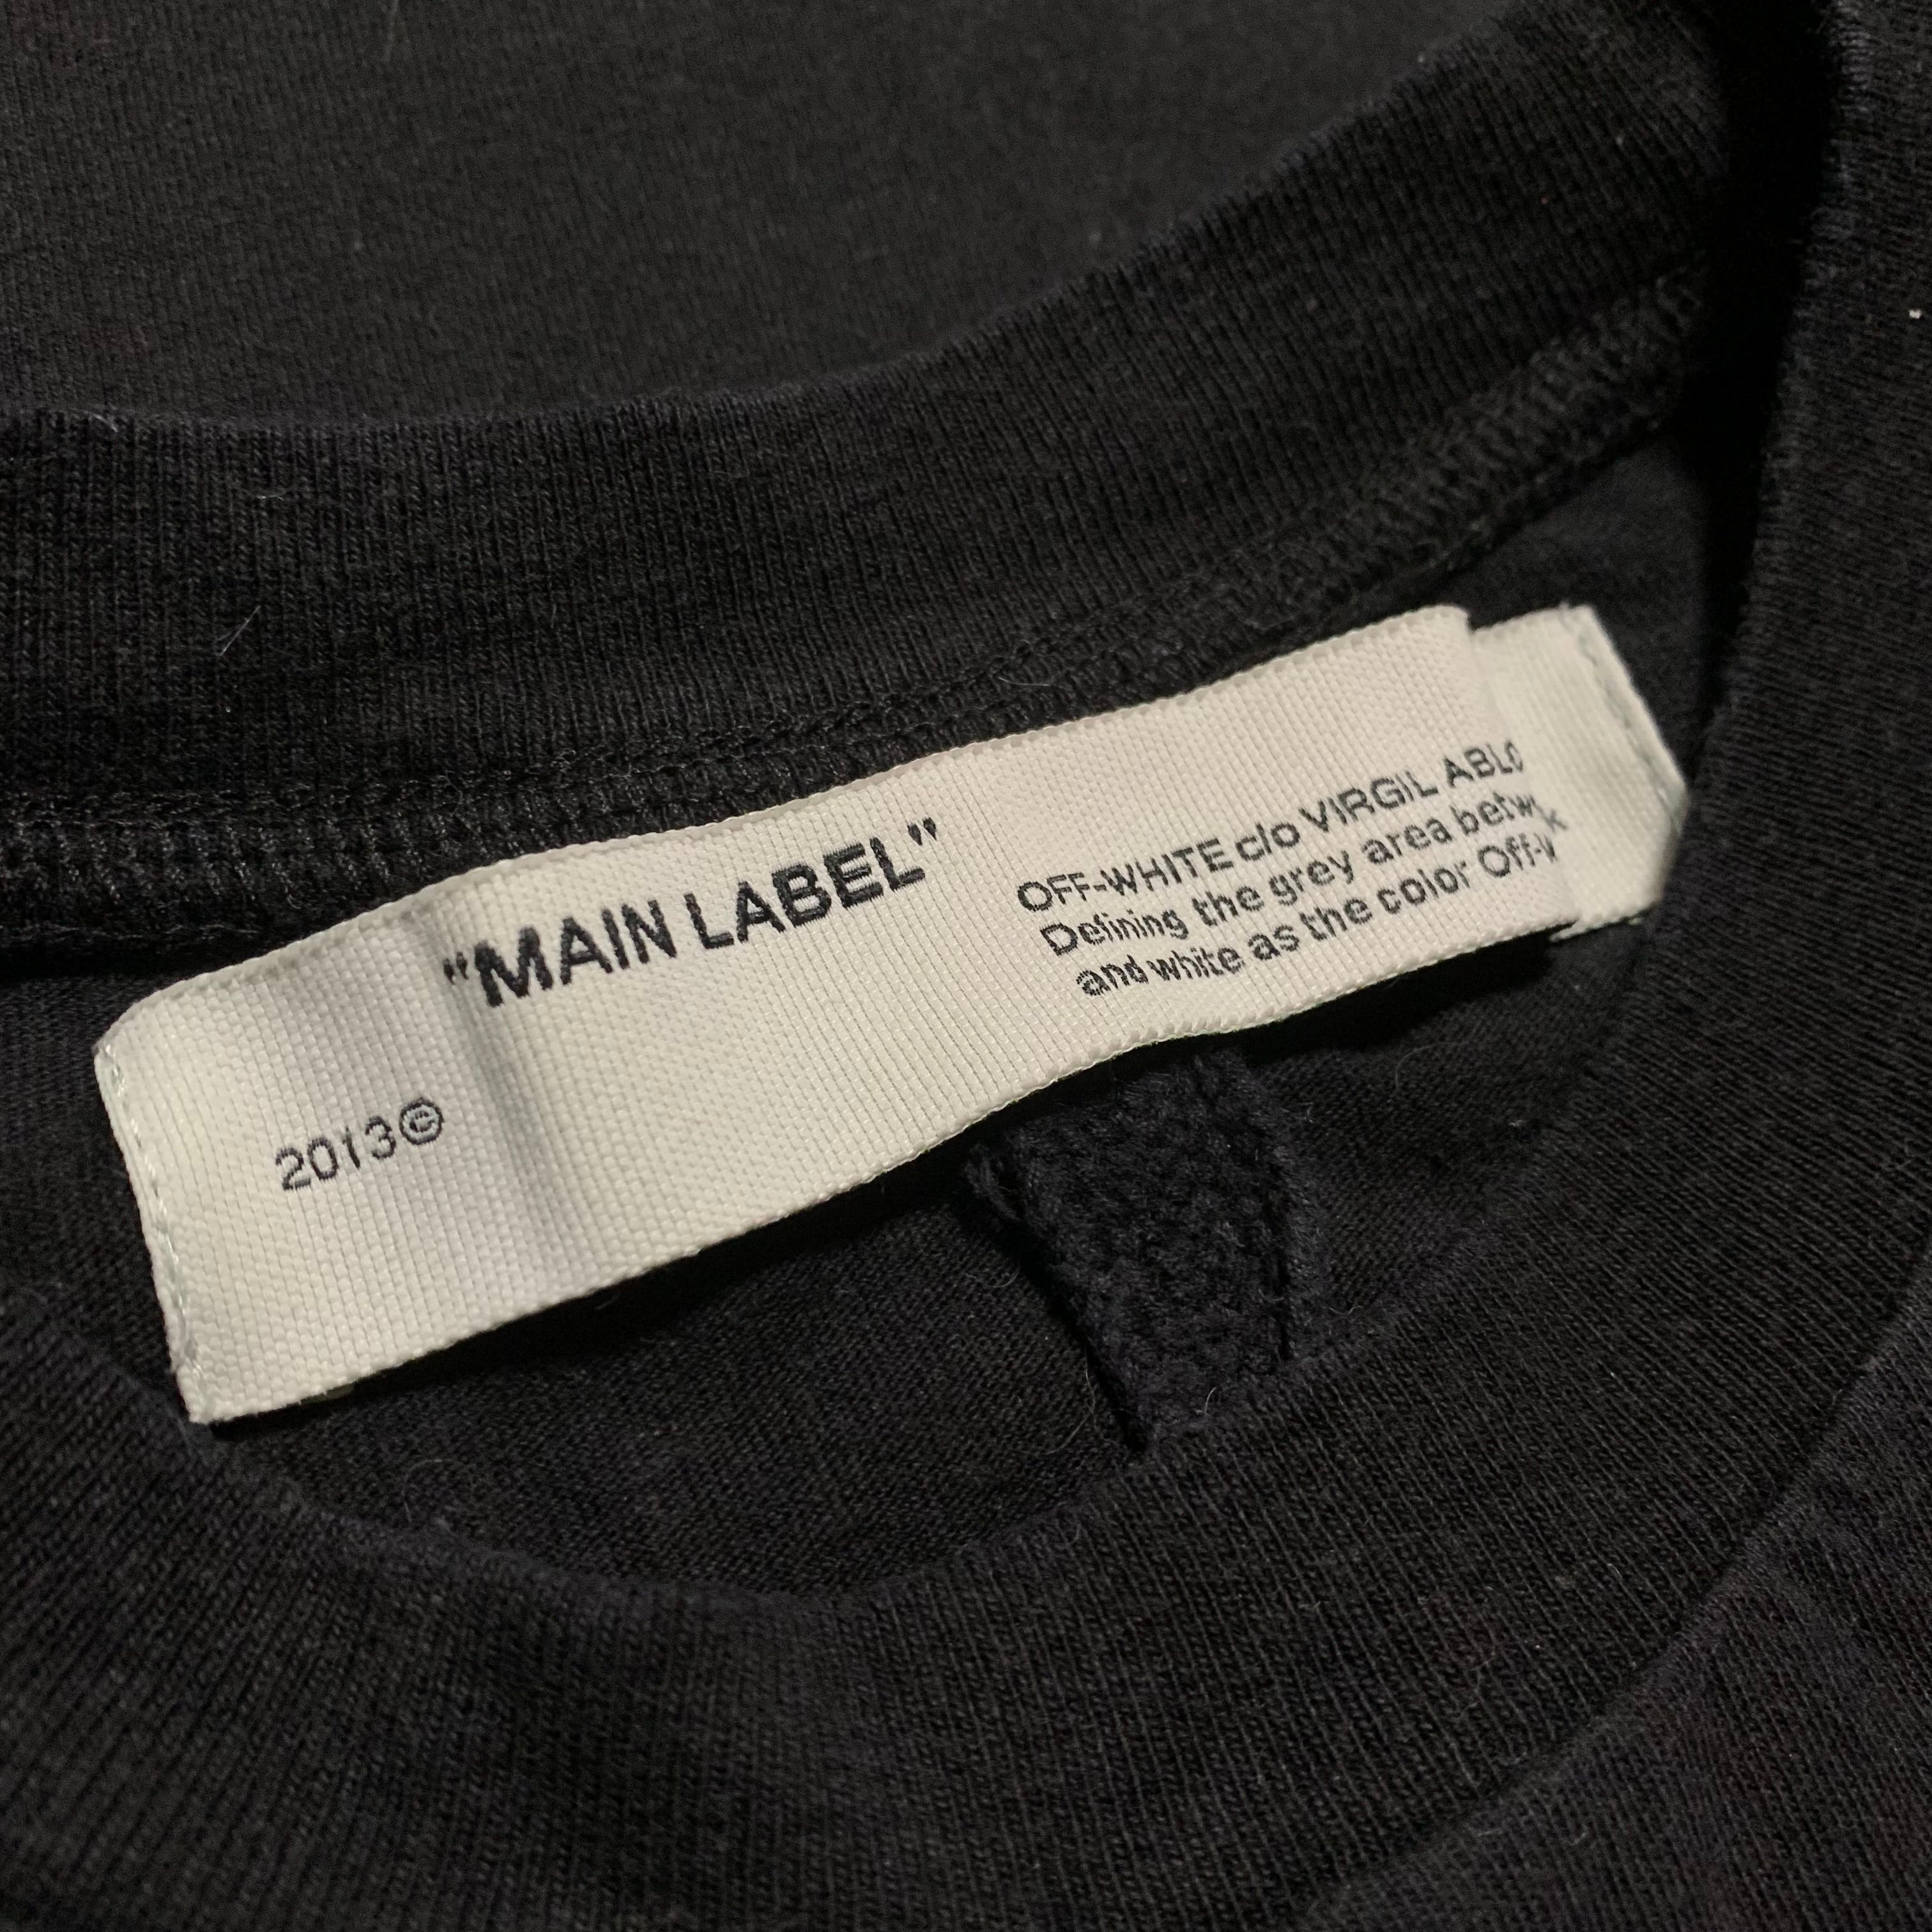 "MAIN LABEL"
OFF-WHITE c/o VIRGIL ABLO
Defining the grey area betw
and white as the color Off-W
2013©